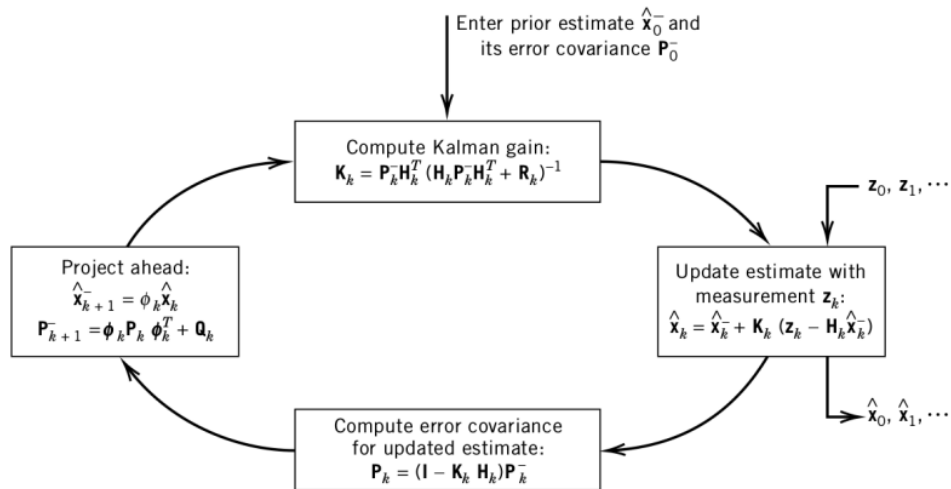 Enter prior estimate x̂₀⁻ and
its error covariance P₀⁻
Compute Kalman gain:
Kₖ = Pₖ⁻Hₖᵀ (HₖPₖ⁻Hₖᵀ + Rₖ)⁻¹
z₀, z₁, ⋯
Update estimate with
measurement zₖ:
x̂ₖ = x̂ₖ⁻ + Kₖ (zₖ – Hₖx̂ₖ⁻)
x̂₀, x̂₁, ⋯
Compute error covariance
for updated estimate:
Pₖ = (I – Kₖ Hₖ)Pₖ⁻
Project ahead:
x̂ₖ₊₁⁻ = ϕₖx̂ₖ
Pₖ₊₁⁻ = ϕₖPₖ ϕₖᵀ + Qₖ